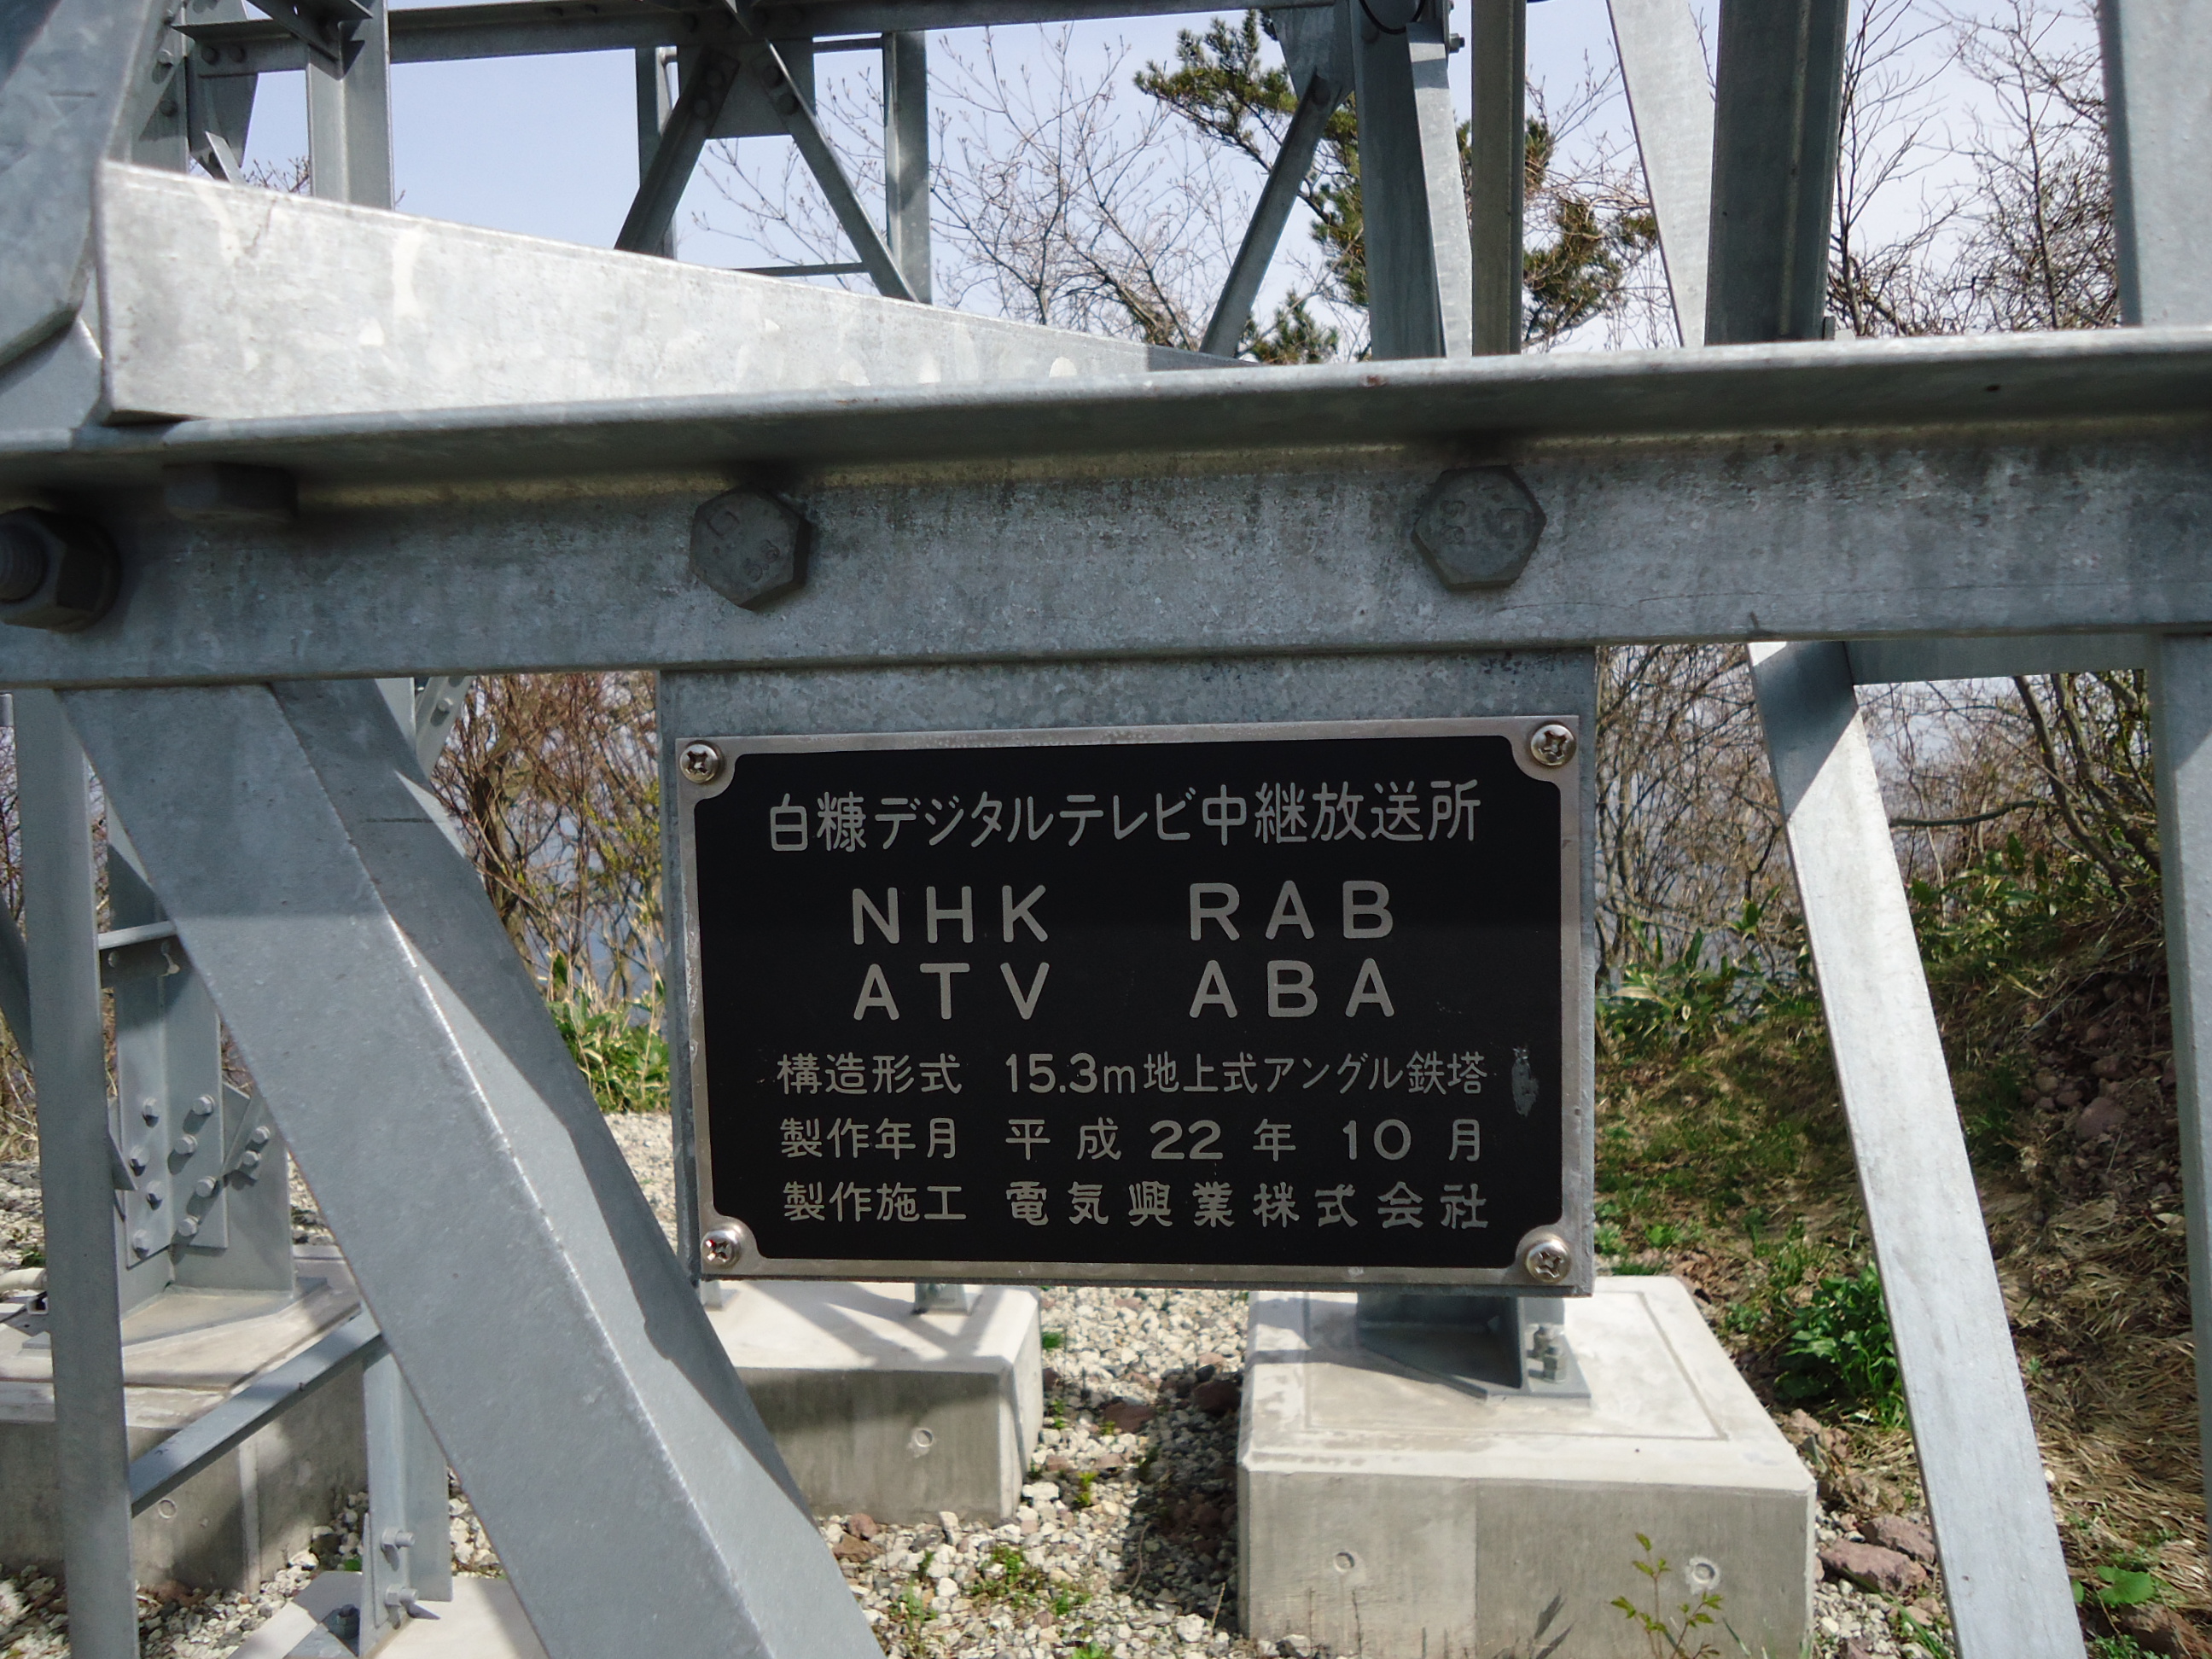 白糠デジタルテレビ中継放送所
NHK RAB
ATV ABA
構造形式 15.3m地上式アングル鉄塔
製作年月 平成22年10月
製作施工 電気興業株式会社